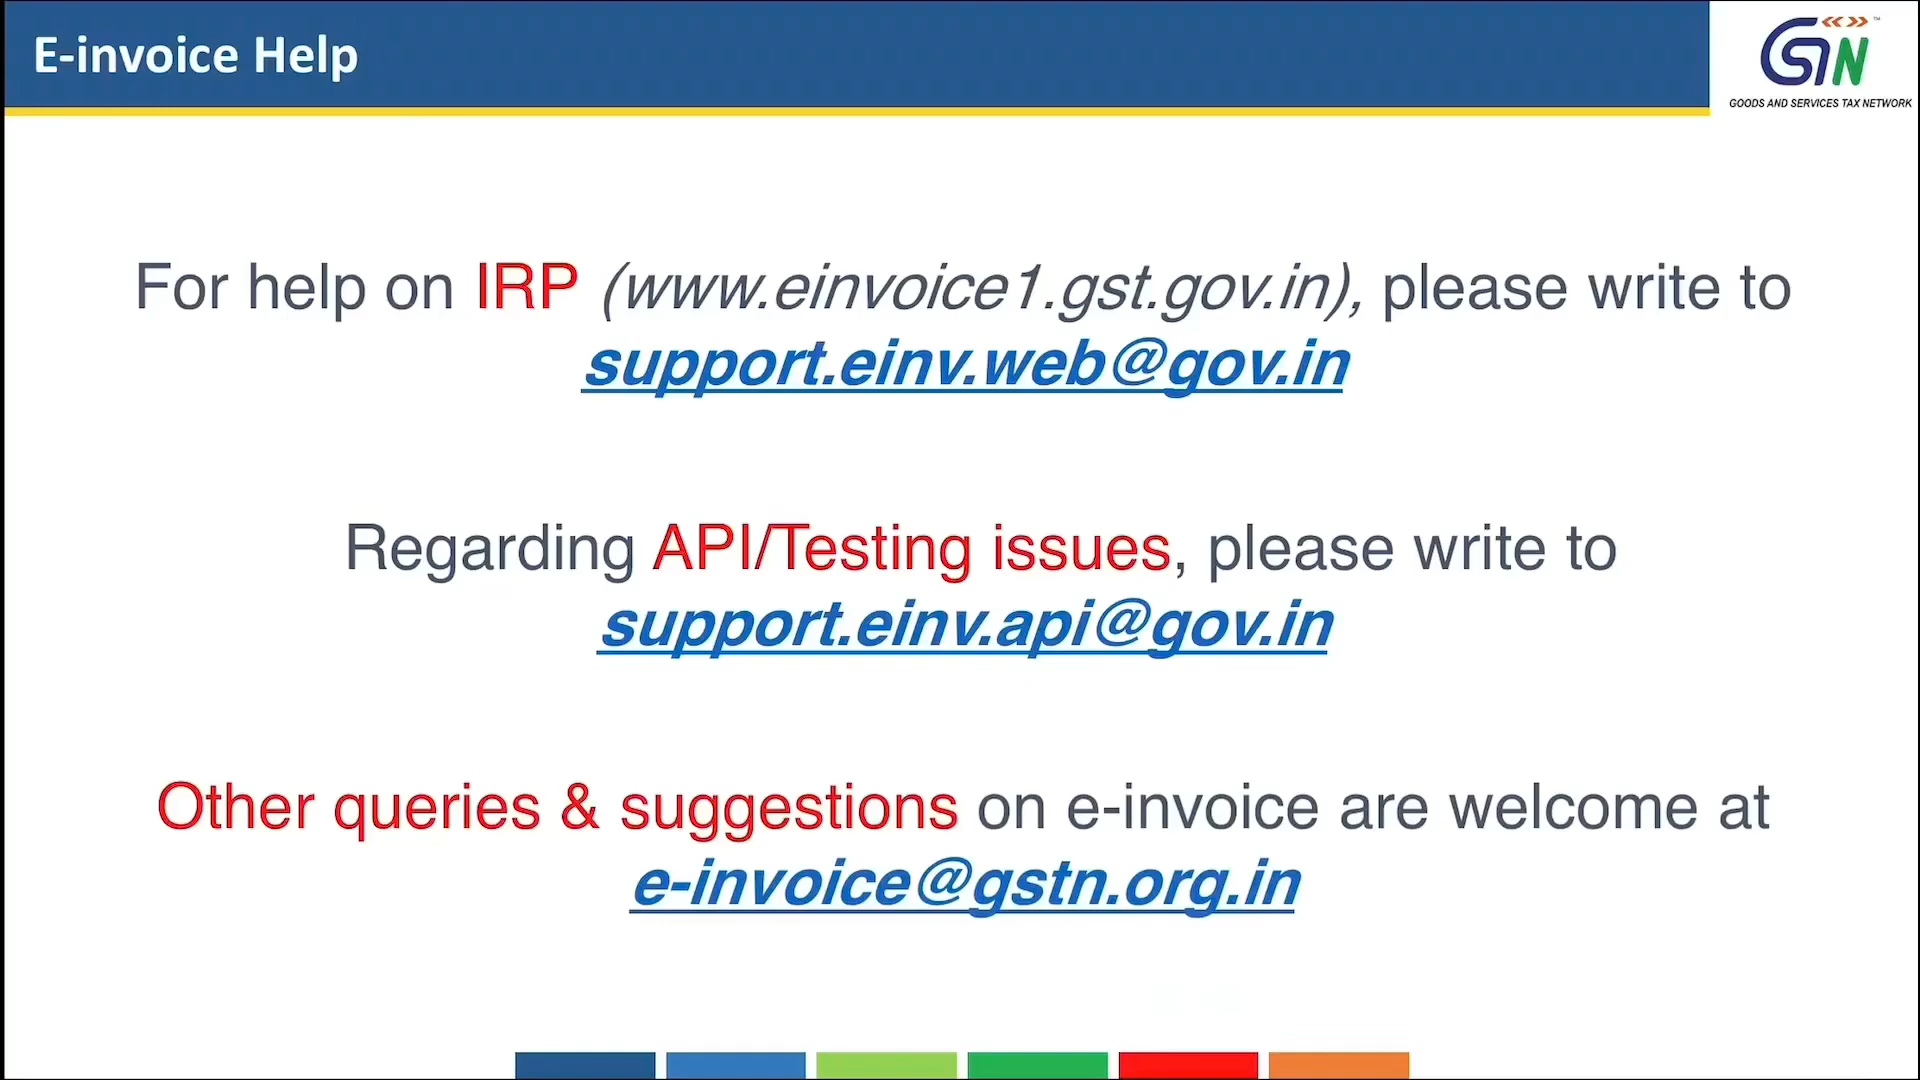 E-invoice Help
GSTN
TM
GOODS AND SERVICES TAX NETWORK
For help on IRP (www.einvoice1.gst.gov.in), please write to
support.einv.web@gov.in
Regarding API/Testing issues, please write to
support.einv.api@gov.in
Other queries & suggestions on e-invoice are welcome at
e-invoice@gstn.org.in